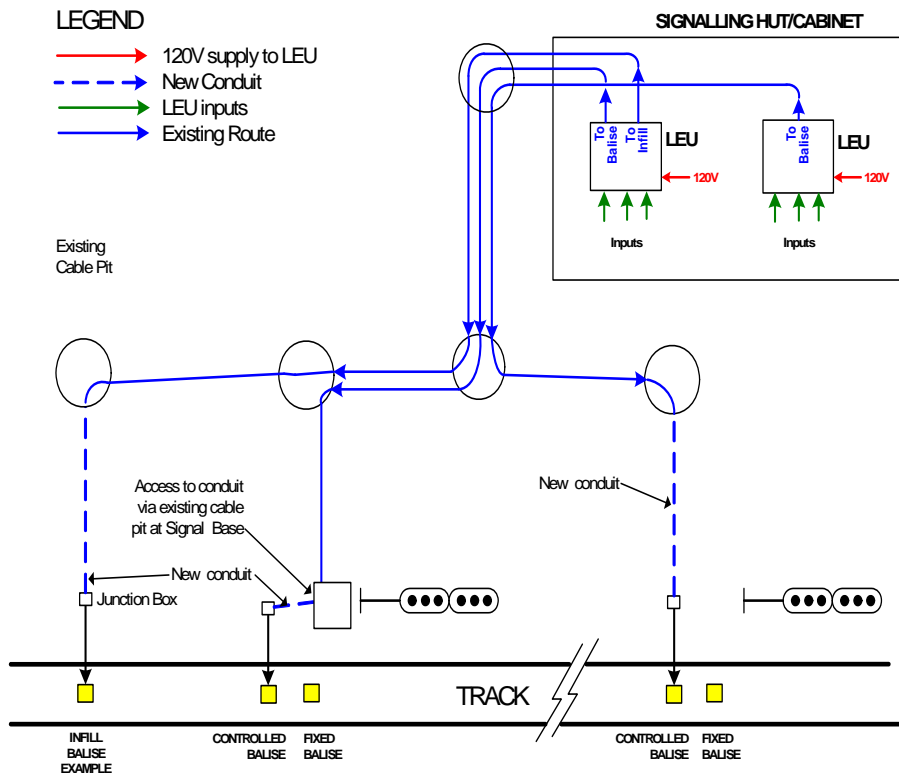 LEGEND
120V supply to LEU
New Conduit
LEU inputs
Existing Route
SIGNALLING HUT/CABINET
To Balise
To Infill
LEU
120V
Inputs
To Balise
LEU
120V
Inputs
Existing
Cable Pit
Access to conduit
via existing cable
pit at Signal Base
New conduit
New conduit
Junction Box
TRACK
INFILL
BALISE
EXAMPLE
CONTROLLED
BALISE
FIXED
BALISE
CONTROLLED
BALISE
FIXED
BALISE